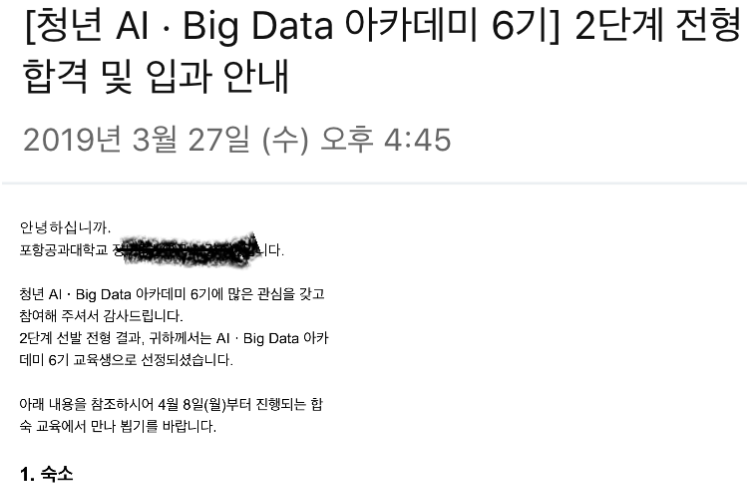 [청년 AI · Big Data 아카데미 6기] 2단계 전형
합격 및 입과 안내
2019년 3월 27일 (수) 오후 4:45
안녕하십니까.
포항공과대학교 니다.
청년 AI · Big Data 아카데미 6기에 많은 관심을 갖고
참여해 주셔서 감사드립니다.
2단계 선발 전형 결과, 귀하께서는 AI · Big Data 아카
데미 6기 교육생으로 선정되셨습니다.
아래 내용을 참조하시어 4월 8일(월)부터 진행되는 합
숙 교육에서 만나 뵙기를 바랍니다.
1. 숙소